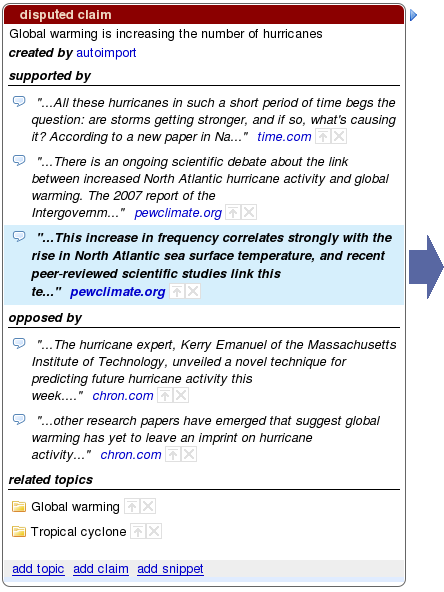 disputed claim
Global warming is increasing the number of hurricanes
created by autoimport
supported by
"...All these hurricanes in such a short period of time begs the
question: are storms getting stronger, and if so, what's causing
it? According to a new paper in Na..." time.com
"...There is an ongoing scientific debate about the link
between increased North Atlantic hurricane activity and global
warming. The 2007 report of the
Intergovernm..." pewclimate.org
"...This increase in frequency correlates strongly with the
rise in North Atlantic sea surface temperature, and recent
peer-reviewed scientific studies link this
te..." pewclimate.org
opposed by
"...The hurricane expert, Kerry Emanuel of the Massachusetts
Institute of Technology, unveiled a novel technique for
predicting future hurricane activity this
week...." chron.com
"...other research papers have emerged that suggest global
warming has yet to leave an imprint on hurricane
activity..." chron.com
related topics
Global warming
Tropical cyclone
add topic add claim add snippet